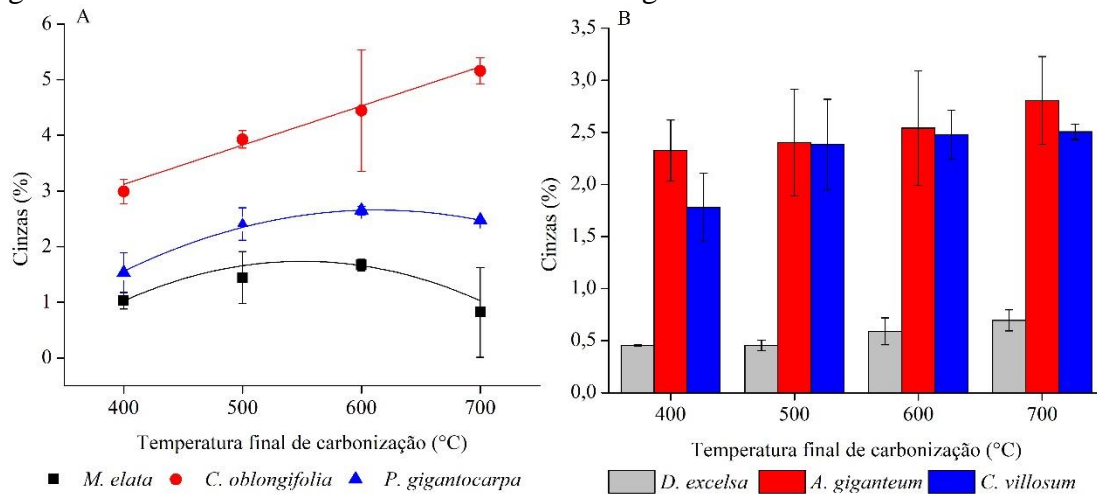 A
Cinzas (%)
6
5
4
3
2
1
0
400 500 600 700
Temperatura final de carbonização (°C)
M. elata C. oblongifolia P. gigantocarpa
B
Cinzas (%)
3,5
3,0
2,5
2,0
1,5
1,0
0,5
0,0
400 500 600 700
Temperatura final de carbonização (°C)
D. excelsa A. giganteum C. villosum